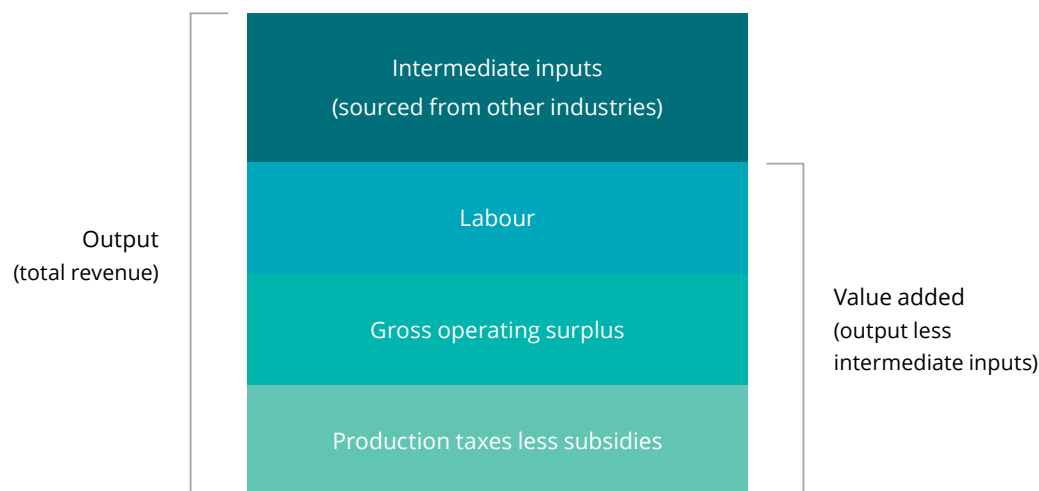 Intermediate inputs
(sourced from other industries)
Labour
Output
(total revenue)
Value added
(output less
intermediate inputs)
Gross operating surplus
Production taxes less subsidies